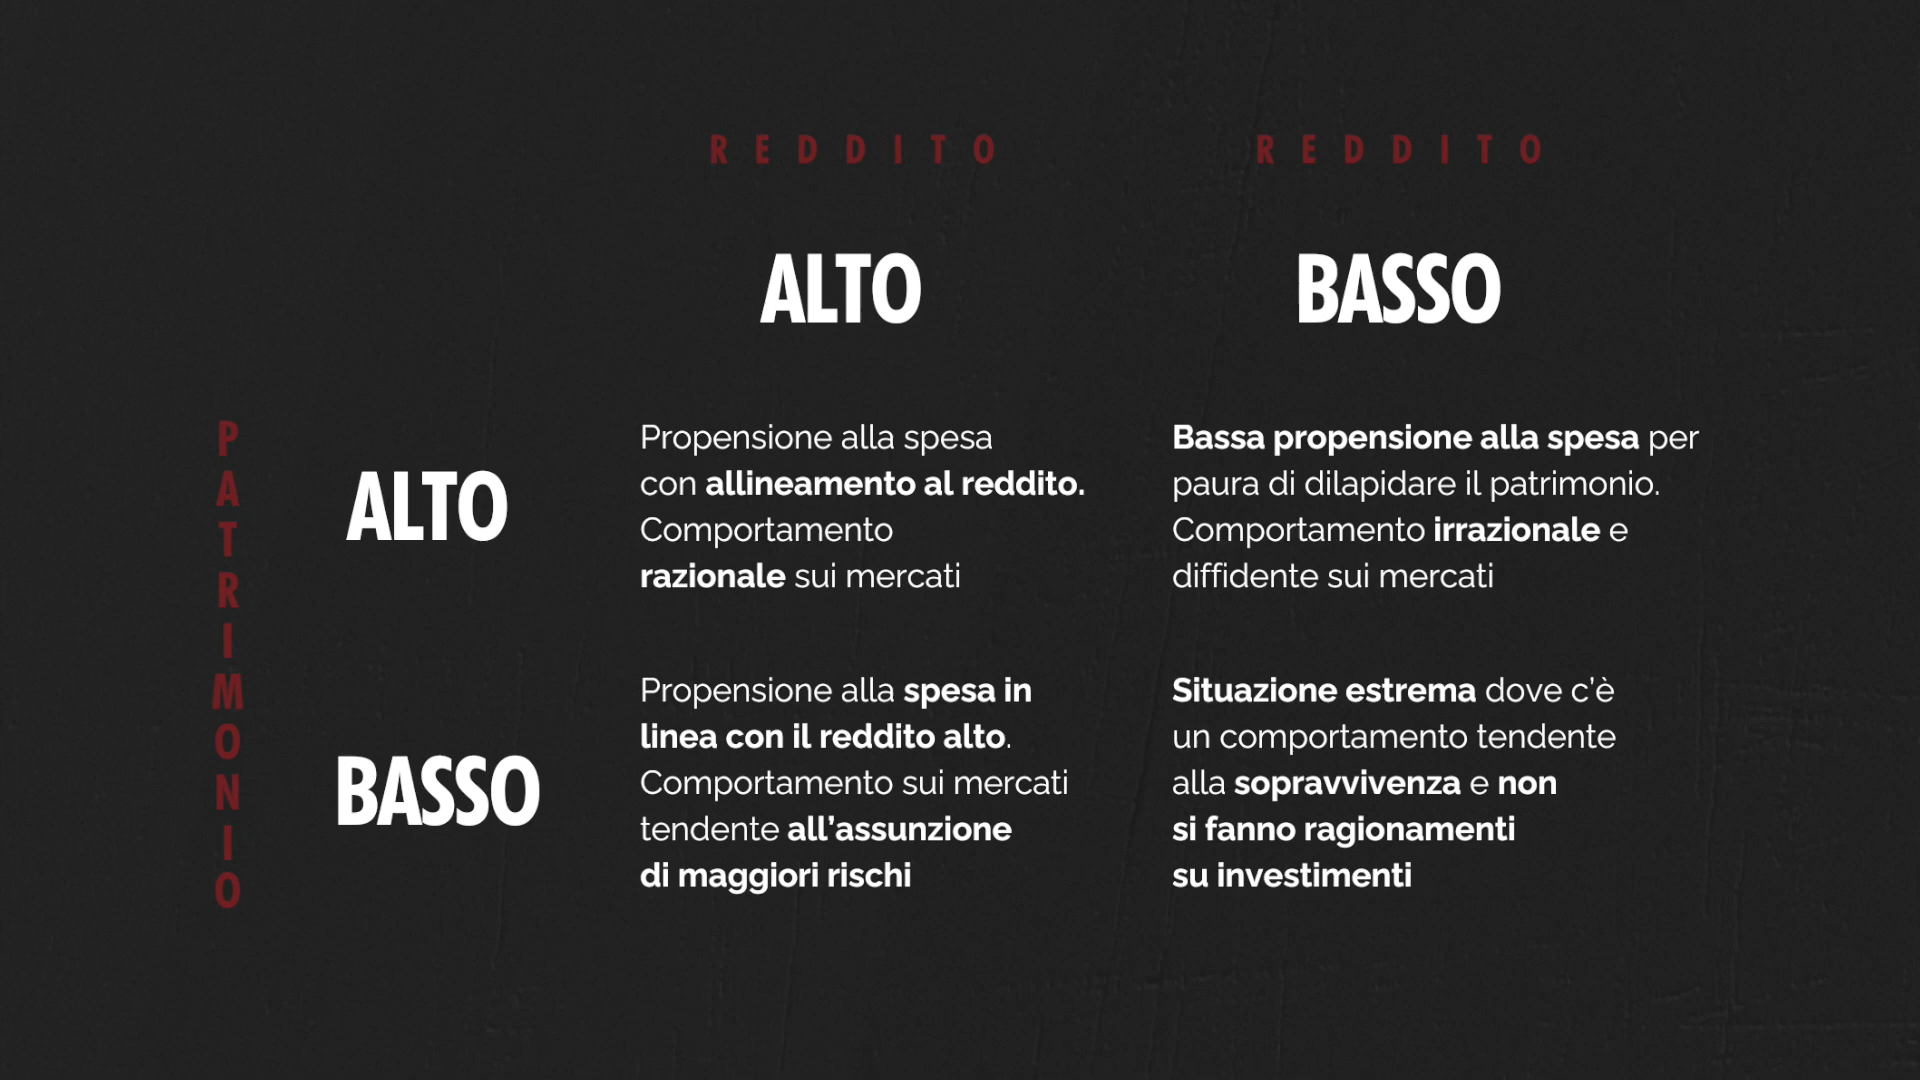 REDDITO
REDDITO
ALTO
BASSO
PATRIMONIO
ALTO
Propensione alla spesa
con allineamento al reddito.
Comportamento
razionale sui mercati
Bassa propensione alla spesa per
paura di dilapidare il patrimonio.
Comportamento irrazionale e
diffidente sui mercati
BASSO
Propensione alla spesa in
linea con il reddito alto.
Comportamento sui mercati
tendente all’assunzione
di maggiori rischi
Situazione estrema dove c’è
un comportamento tendente
alla sopravvivenza e non
si fanno ragionamenti
su investimenti